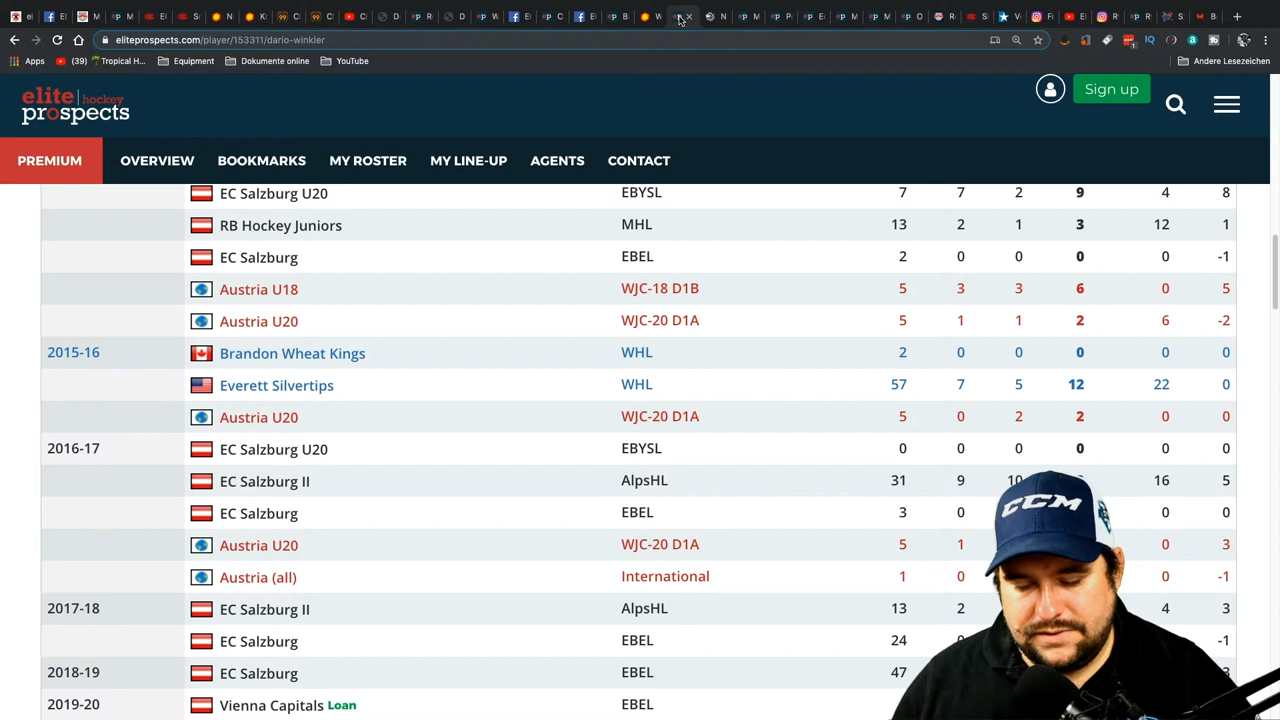 eliteprospects.com/player/153311/dario-winkler
Apps (39) Tropical H... Equipment Dokumente online YouTube Andere Lesezeichen
elite hockey
prospects
Sign up
PREMIUM OVERVIEW BOOKMARKS MY ROSTER MY LINE-UP AGENTS CONTACT
EC Salzburg U20 EBYSL 7 7 2 9 4 8
RB Hockey Juniors MHL 13 2 1 3 12 1
EC Salzburg EBEL 2 0 0 0 0 -1
Austria U18 WJC-18 D1B 5 3 3 6 0 5
Austria U20 WJC-20 D1A 5 1 1 2 6 -2
2015-16 Brandon Wheat Kings WHL 2 0 0 0 0 0
Everett Silvertips WHL 57 7 5 12 22 0
Austria U20 WJC-20 D1A 5 0 2 2 0 0
2016-17 EC Salzburg U20 EBYSL 0 0 0 0 0 0
EC Salzburg II AlpsHL 31 9 10 16 5
EC Salzburg EBEL 3 0 0 0
Austria U20 WJC-20 D1A 5 1 0 3
Austria (all) International 1 0 0 -1
2017-18 EC Salzburg II AlpsHL 13 2 4 3
EC Salzburg EBEL 24 -1
2018-19 EC Salzburg EBEL 47
2019-20 Vienna Capitals Loan EBEL
CCM